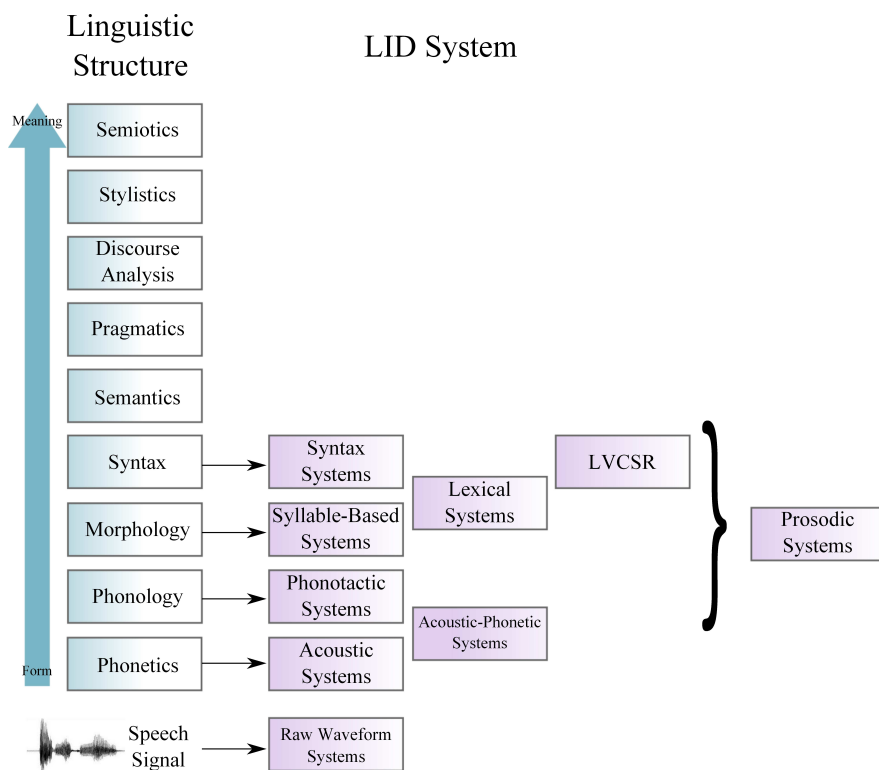 Linguistic
Structure
LID System
Meaning
Semiotics
Stylistics
Discourse
Analysis
Pragmatics
Semantics
Syntax
Syntax
Systems
LVCSR
Lexical
Systems
Morphology
Syllable-Based
Systems
Prosodic
Systems
Phonology
Phonotactic
Systems
Acoustic-Phonetic
Systems
Form
Phonetics
Acoustic
Systems
Speech
Signal
Raw Waveform
Systems